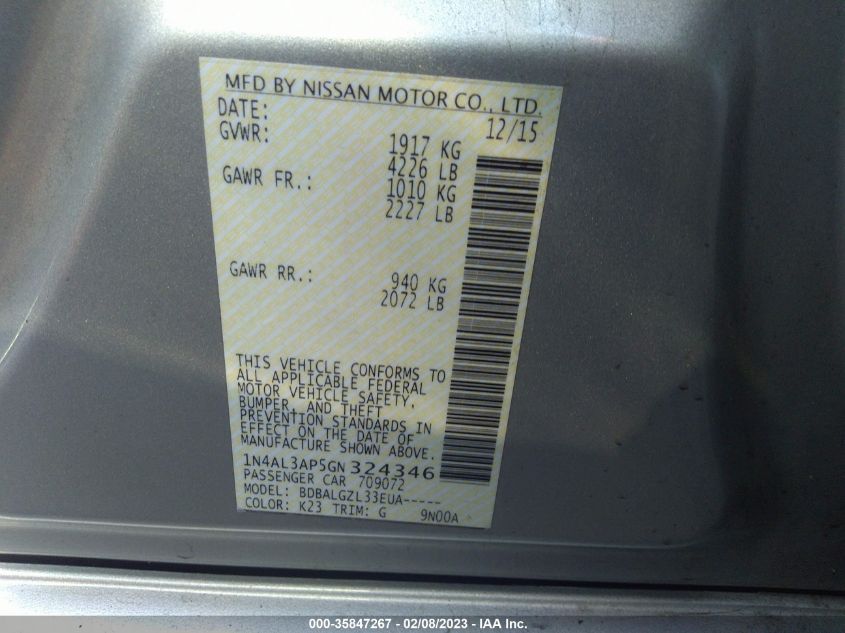 MFD BY NISSAN MOTOR CO., LTD.
DATE: 12/15
GVWR: 1917 KG
4226 LB
GAWR FR.: 1010 KG
2227 LB
GAWR RR.: 940 KG
2072 LB
THIS VEHICLE CONFORMS TO
ALL APPLICABLE FEDERAL
MOTOR VEHICLE SAFETY,
BUMPER, AND THEFT
PREVENTION STANDARDS IN
EFFECT ON THE DATE OF
MANUFACTURE SHOWN ABOVE.
1N4AL3AP5GN324346
PASSENGER CAR 709072
MODEL: BDBALGZL33EUA-----
COLOR: K23 TRIM: G 9N00A
000-35847267 - 02/08/2023 - IAA Inc.